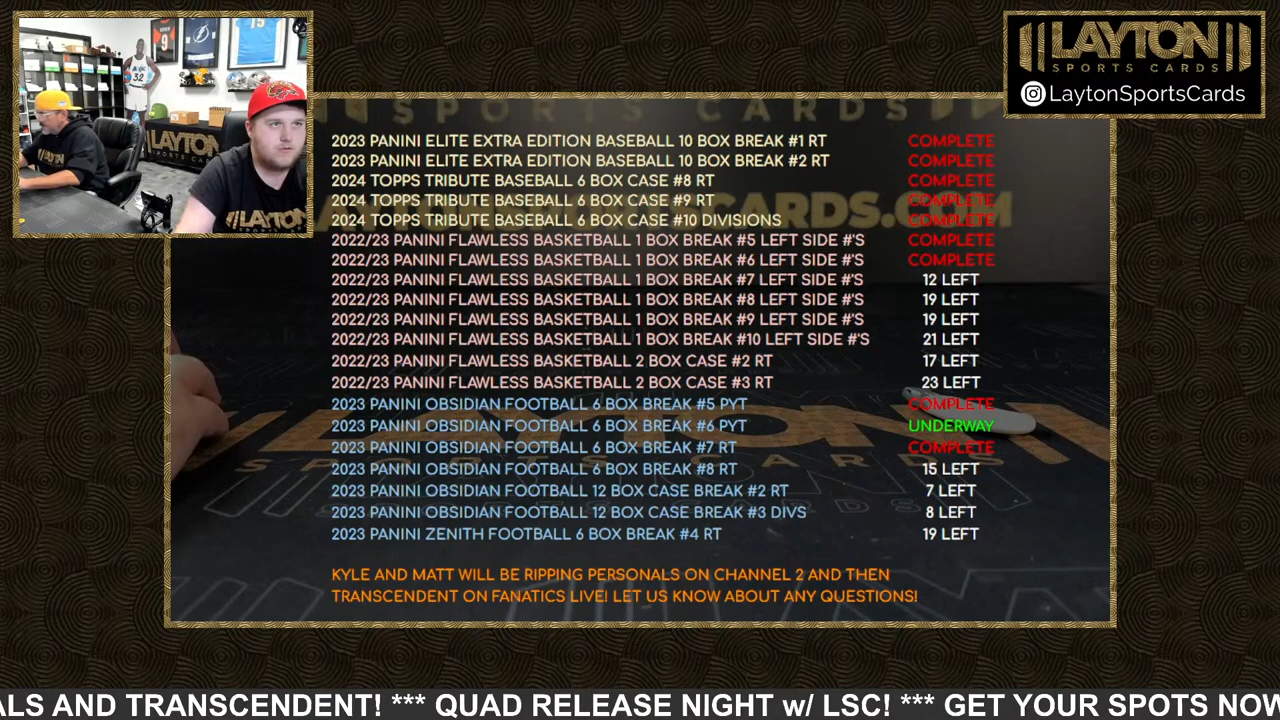 LAYTON
SPORTS CARDS
LaytonSportsCards
SPORTS CARDS
2023 PANINI ELITE EXTRA EDITION BASEBALL 10 BOX BREAK #1 RT COMPLETE
2023 PANINI ELITE EXTRA EDITION BASEBALL 10 BOX BREAK #2 RT COMPLETE
2024 TOPPS TRIBUTE BASEBALL 6 BOX CASE #8 RT COMPLETE
2024 TOPPS TRIBUTE BASEBALL 6 BOX CASE #9 RT COMPLETE
2024 TOPPS TRIBUTE BASEBALL 6 BOX CASE #10 DIVISIONS COMPLETE
2022/23 PANINI FLAWLESS BASKETBALL 1 BOX BREAK #5 LEFT SIDE #'S COMPLETE
2022/23 PANINI FLAWLESS BASKETBALL 1 BOX BREAK #6 LEFT SIDE #'S COMPLETE
2022/23 PANINI FLAWLESS BASKETBALL 1 BOX BREAK #7 LEFT SIDE #'S 12 LEFT
2022/23 PANINI FLAWLESS BASKETBALL 1 BOX BREAK #8 LEFT SIDE #'S 19 LEFT
2022/23 PANINI FLAWLESS BASKETBALL 1 BOX BREAK #9 LEFT SIDE #'S 19 LEFT
2022/23 PANINI FLAWLESS BASKETBALL 1 BOX BREAK #10 LEFT SIDE #'S 21 LEFT
2022/23 PANINI FLAWLESS BASKETBALL 2 BOX CASE #2 RT 17 LEFT
2022/23 PANINI FLAWLESS BASKETBALL 2 BOX CASE #3 RT 23 LEFT
2023 PANINI OBSIDIAN FOOTBALL 6 BOX BREAK #5 PYT COMPLETE
2023 PANINI OBSIDIAN FOOTBALL 6 BOX BREAK #6 PYT UNDERWAY
2023 PANINI OBSIDIAN FOOTBALL 6 BOX BREAK #7 RT COMPLETE
2023 PANINI OBSIDIAN FOOTBALL 6 BOX BREAK #8 RT 15 LEFT
2023 PANINI OBSIDIAN FOOTBALL 12 BOX CASE BREAK #2 RT 7 LEFT
2023 PANINI OBSIDIAN FOOTBALL 12 BOX CASE BREAK #3 DIVS 8 LEFT
2023 PANINI ZENITH FOOTBALL 6 BOX BREAK #4 RT 19 LEFT
KYLE AND MATT WILL BE RIPPING PERSONALS ON CHANNEL 2 AND THEN
TRANSCENDENT ON FANATICS LIVE! LET US KNOW ABOUT ANY QUESTIONS!
ALS AND TRANSCENDENT! *** QUAD RELEASE NIGHT w/ LSC! *** GET YOUR SPOTS NOW